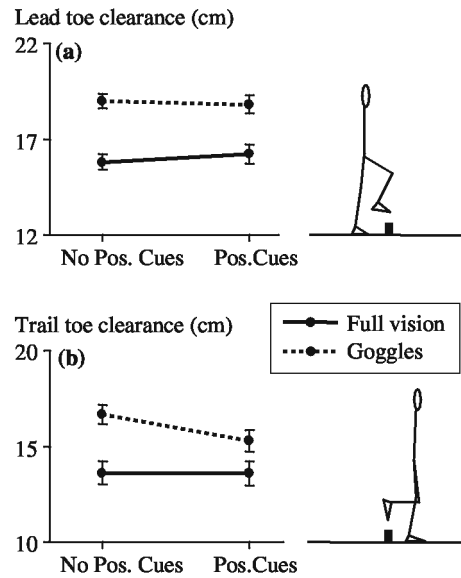 Lead toe clearance (cm)
22
(a)
17
12
No Pos. Cues Pos.Cues
Trail toe clearance (cm)
Full vision
Goggles
20
(b)
15
10
No Pos. Cues Pos.Cues